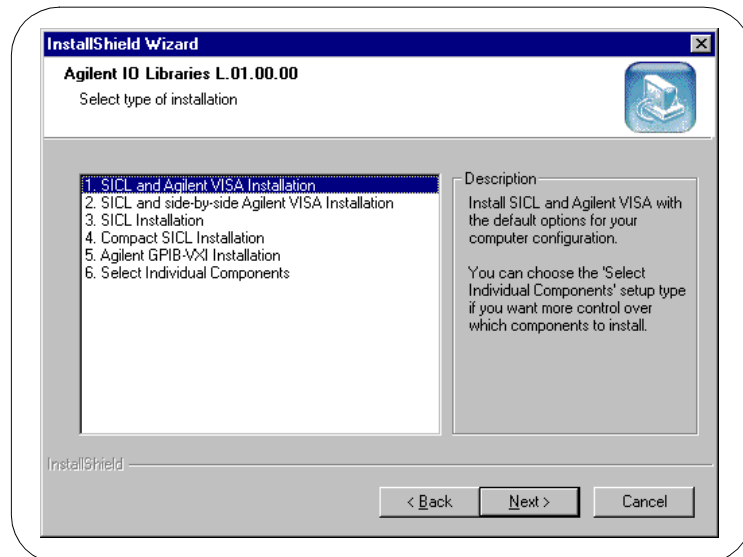 InstallShield Wizard
Agilent IO Libraries L.01.00.00
Select type of installation
1. SICL and Agilent VISA Installation
2. SICL and side-by-side Agilent VISA Installation
3. SICL Installation
4. Compact SICL Installation
5. Agilent GPIB-VXI Installation
6. Select Individual Components
Description
Install SICL and Agilent VISA with
the default options for your
computer configuration.
You can choose the 'Select
Individual Components' setup type
if you want more control over
which components to install.
InstallShield
< Back
Next >
Cancel